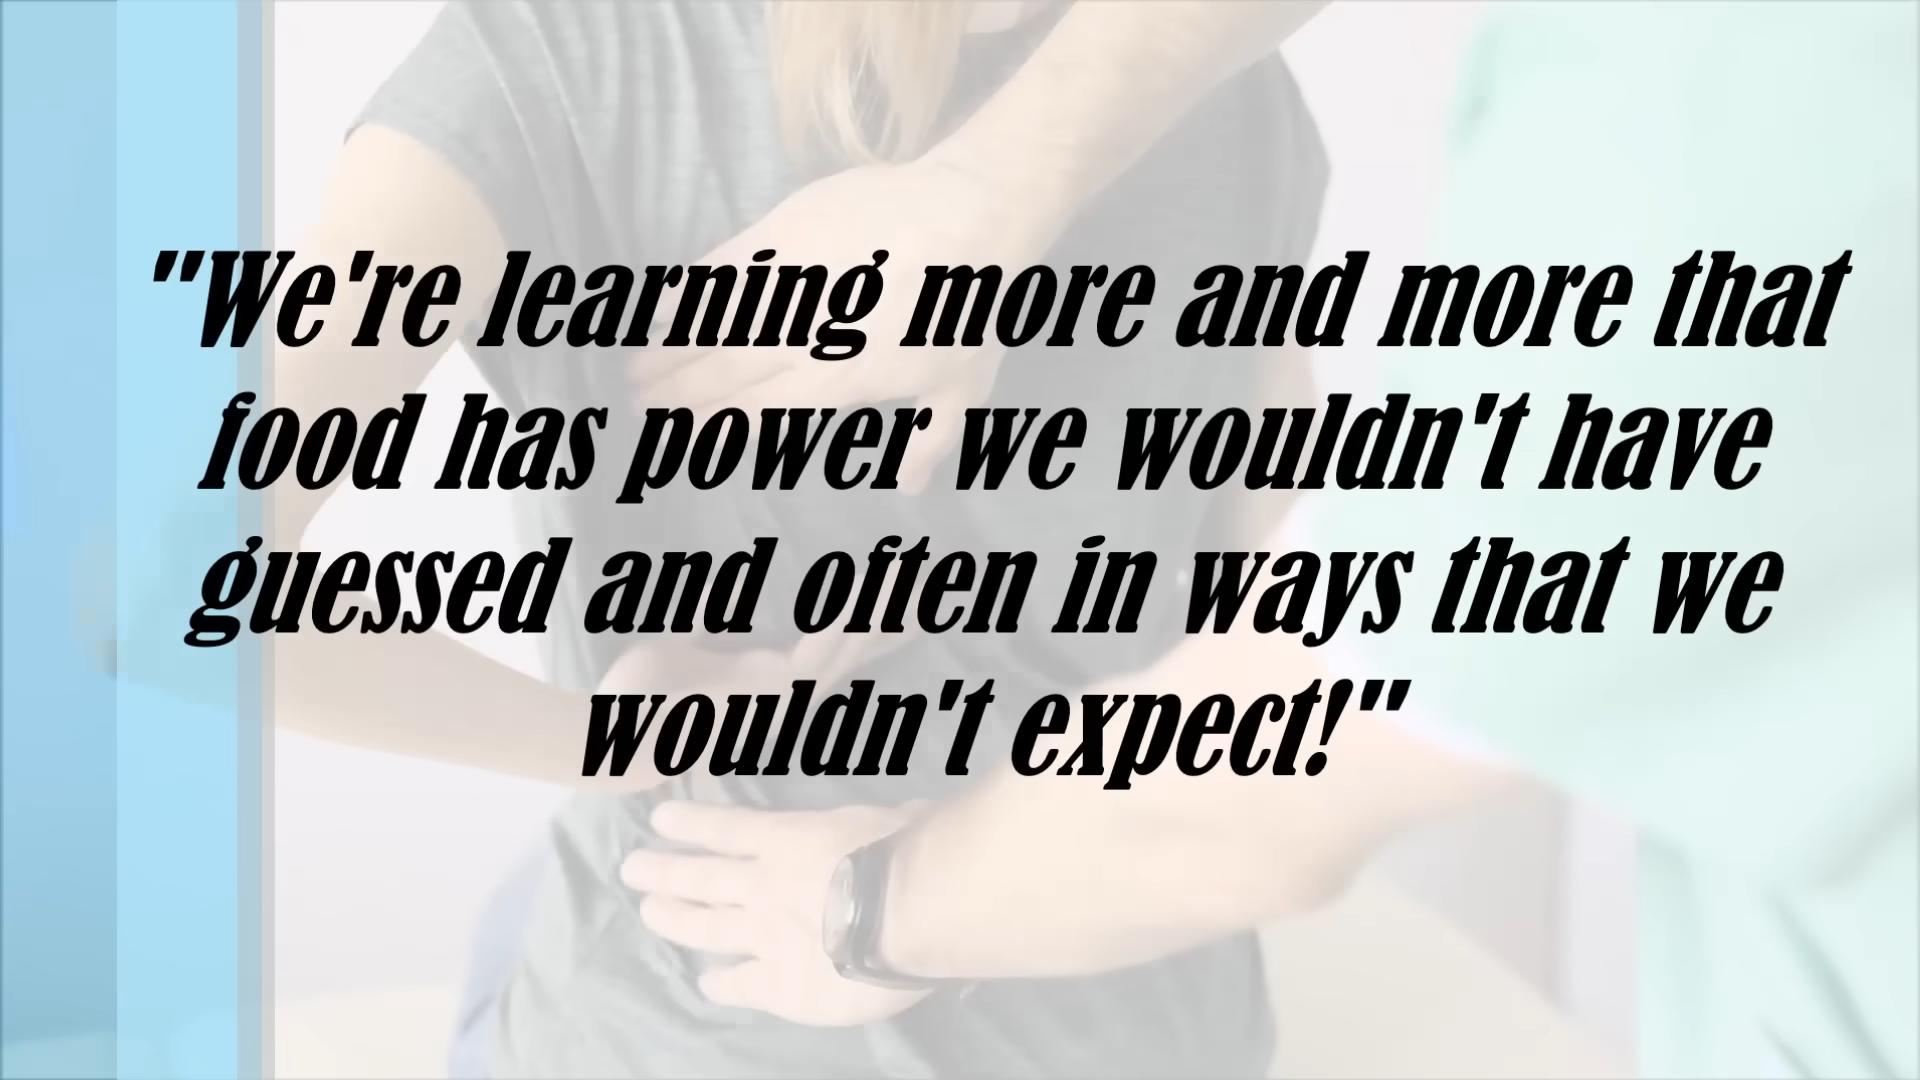 "We're learning more and more that
food has power we wouldn't have
guessed and often in ways that we
wouldn't expect!"